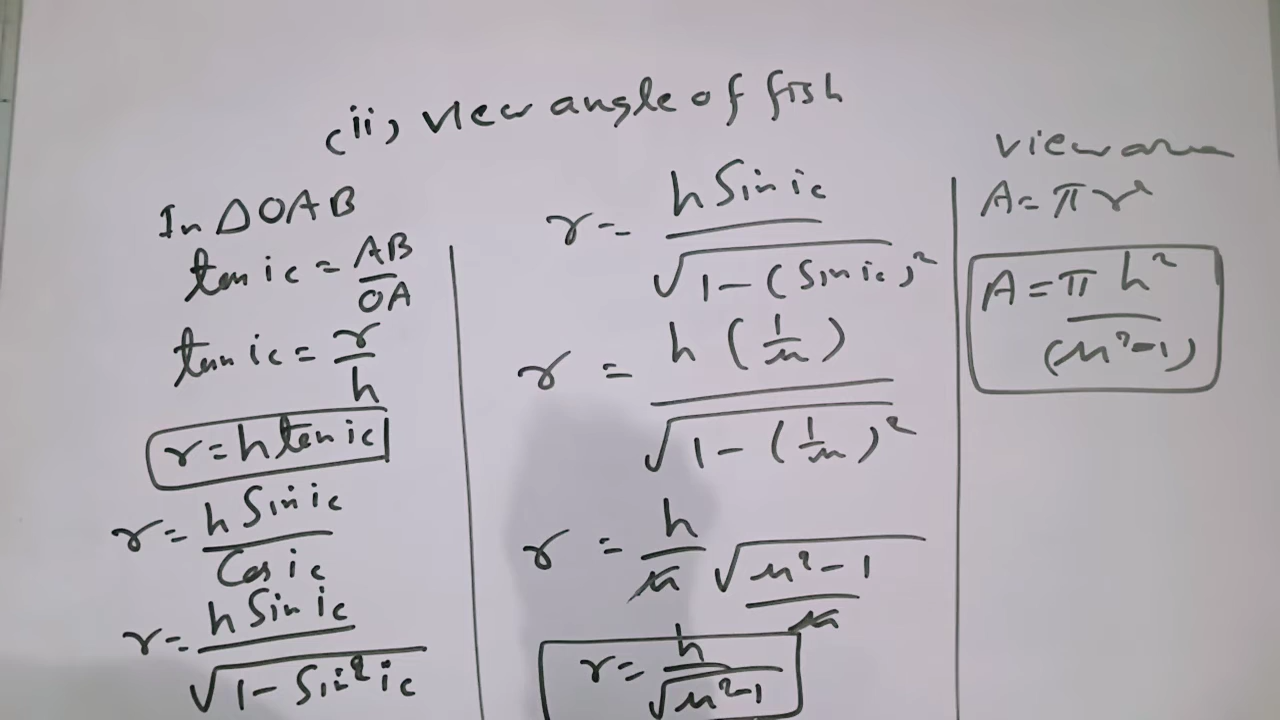 (ii) view angle of fish
In △OAB
tan ic = AB/OA
tan ic = r/h
r = h tan ic
r = h Sin ic / Cos ic
r = h Sin ic / √(1 - Sin² ic)
r = h Sin ic / √(1 - (Sin ic)²)
r = h (1/μ) / √(1 - (1/μ)²)
r = h/μ / (√(μ² - 1)/μ)
r = h/√(μ² - 1)
view area
A = π r²
A = π h²/(μ² - 1)